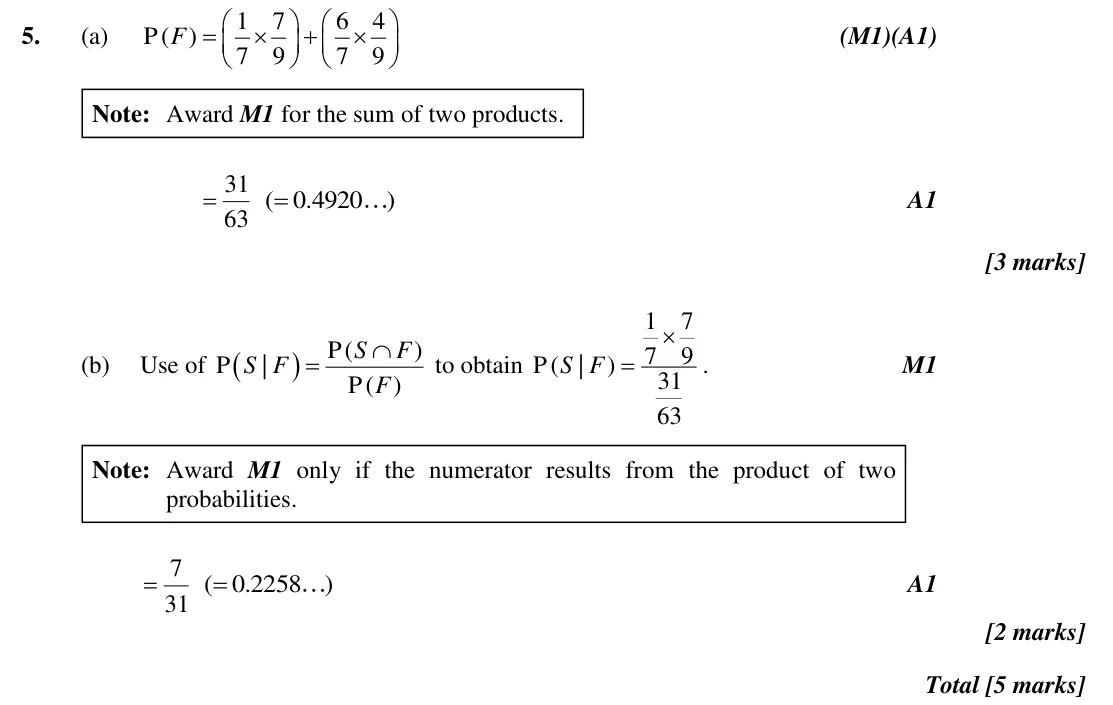 5. (a) P(F) = (1/7 × 7/9) + (6/7 × 4/9) (M1)(A1)
Note: Award M1 for the sum of two products.
= 31/63 (= 0.4920…) A1
[3 marks]
(b) Use of P(S | F) = P(S ∩ F)/P(F) to obtain P(S | F) = (1/7 × 7/9)/(31/63). M1
Note: Award M1 only if the numerator results from the product of two
probabilities.
= 7/31 (= 0.2258…) A1
[2 marks]
Total [5 marks]